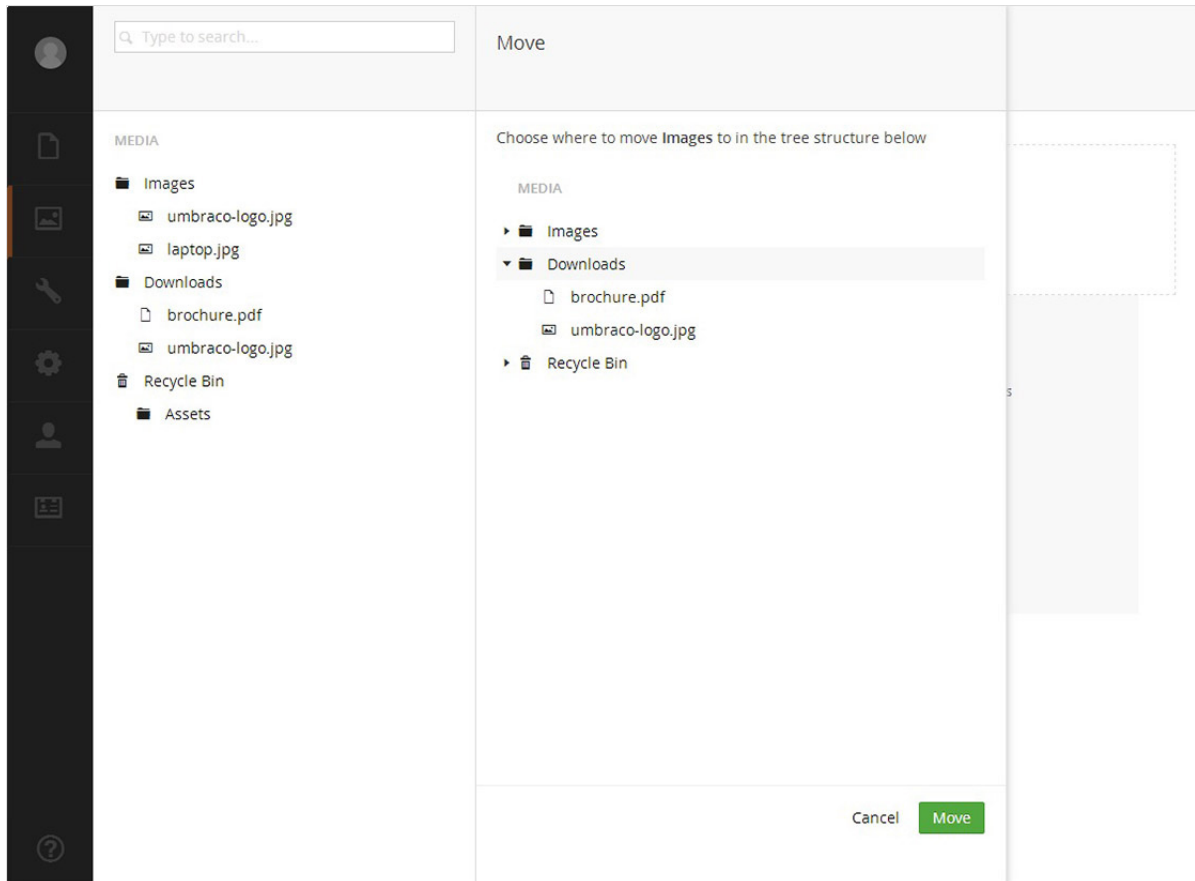 Type to search...
MEDIA
Images
umbraco-logo.jpg
laptop.jpg
Downloads
brochure.pdf
umbraco-logo.jpg
Recycle Bin
Assets
Move
Choose where to move Images to in the tree structure below
MEDIA
Images
Downloads
brochure.pdf
umbraco-logo.jpg
Recycle Bin
Cancel
Move
s